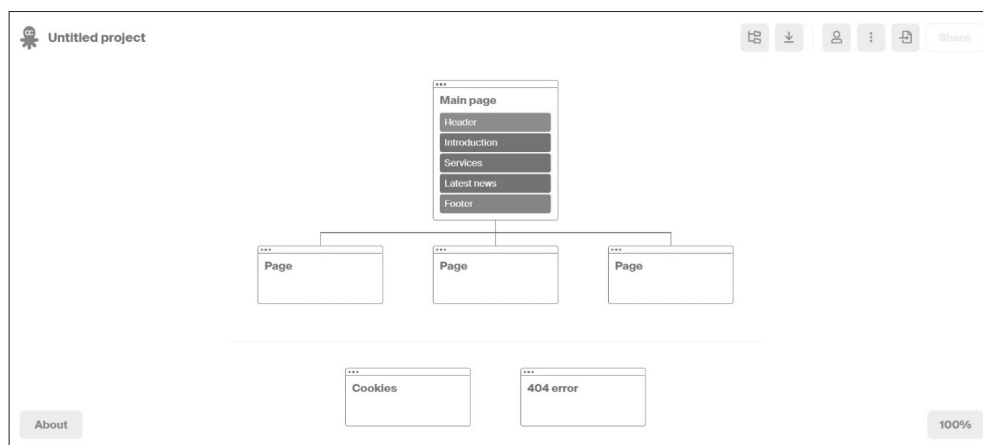 Untitled project
Share
Main page
Header
Introduction
Services
Latest news
Footer
Page
Page
Page
Cookies
404 error
About
100%